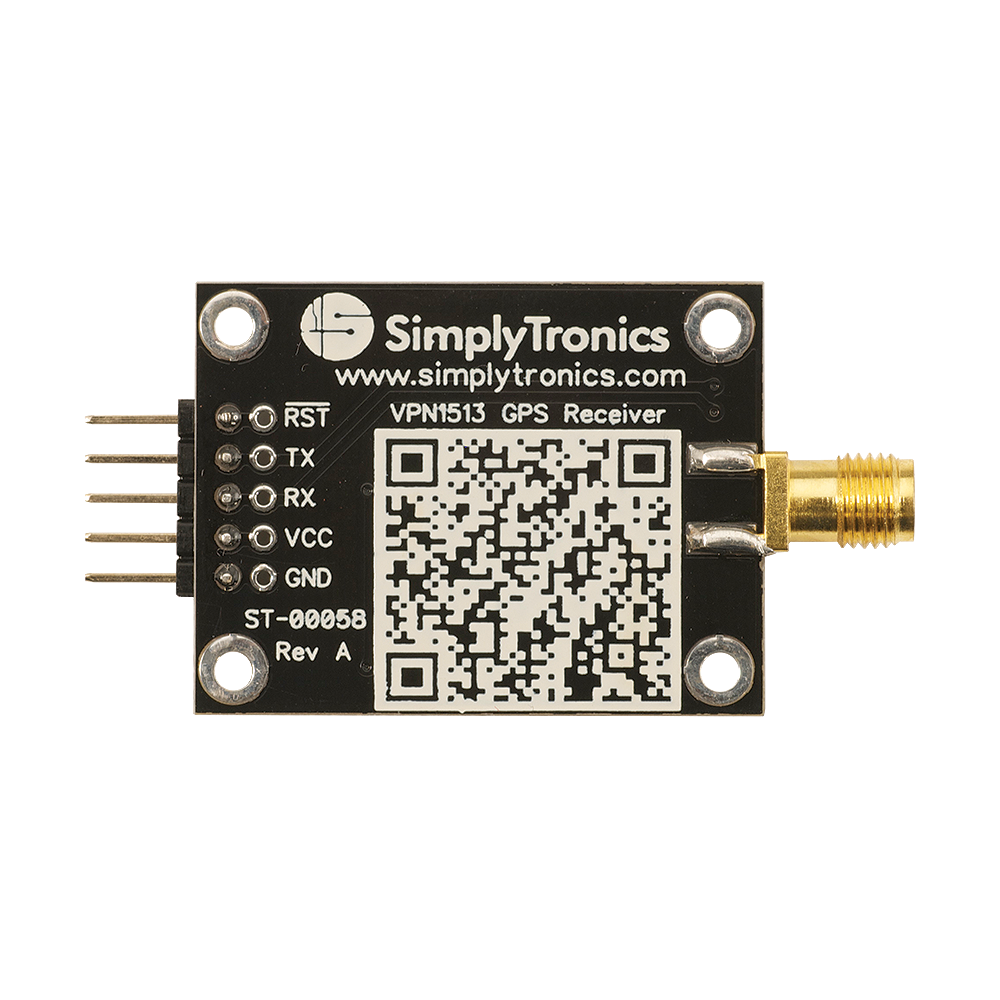 SimplyTronics
www.simplytronics.com
VPN1513 GPS Receiver
RST
TX
RX
VCC
GND
ST-00058
Rev A